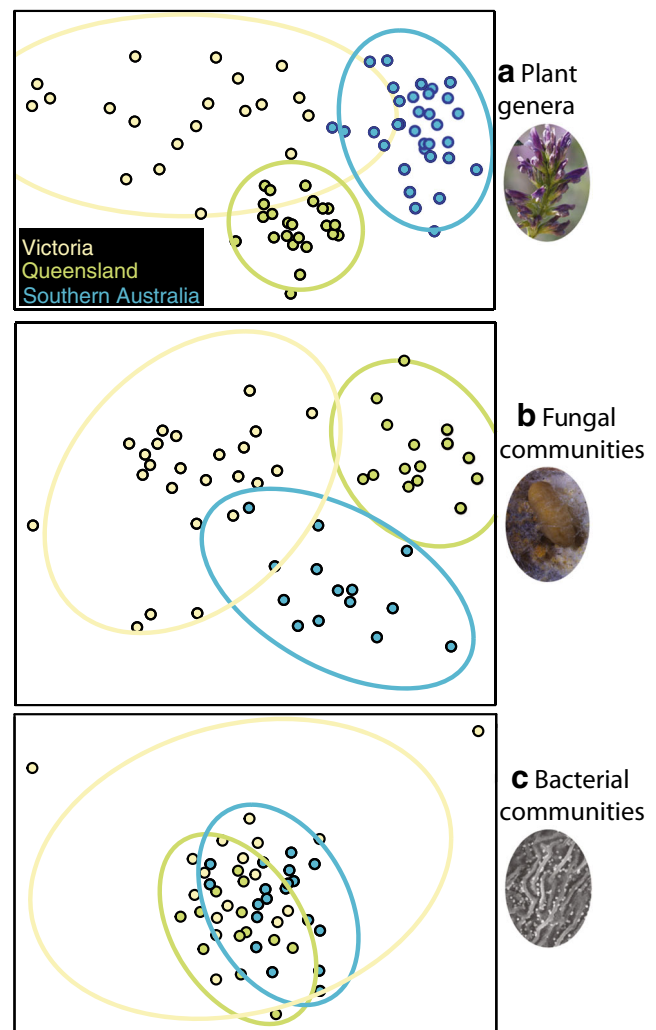 a Plant
genera
Victoria
Queensland
Southern Australia
b Fungal
communities
c Bacterial
communities